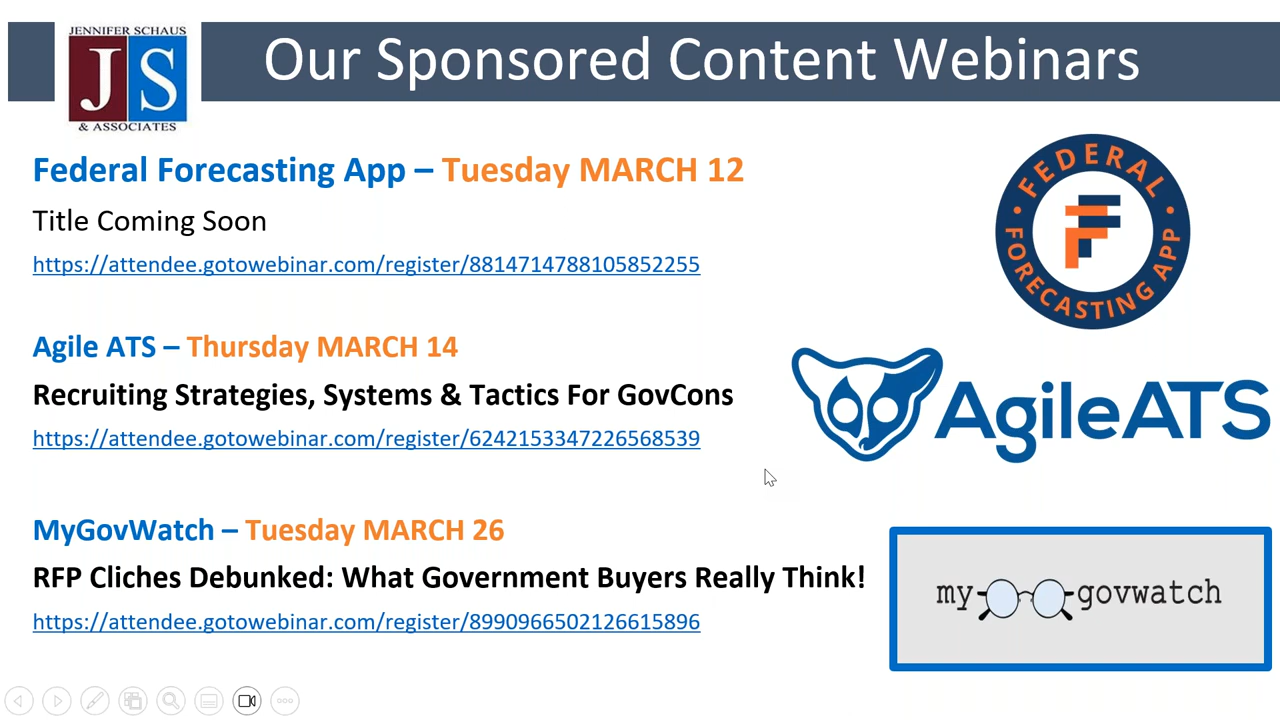 JENNIFER SCHAUS
JS
& ASSOCIATES
Our Sponsored Content Webinars
Federal Forecasting App – Tuesday MARCH 12
Title Coming Soon
https://attendee.gotowebinar.com/register/8814714788105852255
FEDERAL
FORECASTING APP
Agile ATS – Thursday MARCH 14
Recruiting Strategies, Systems & Tactics For GovCons
https://attendee.gotowebinar.com/register/6242153347226568539
AgileATS
MyGovWatch – Tuesday MARCH 26
RFP Cliches Debunked: What Government Buyers Really Think!
https://attendee.gotowebinar.com/register/8990966502126615896
my govwatch